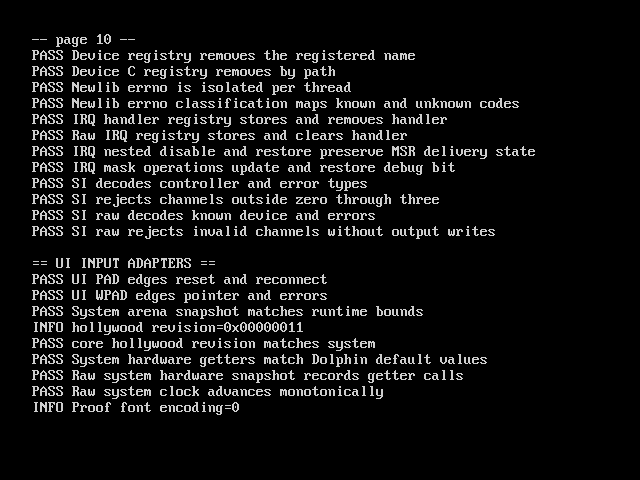 -- page 10 --
PASS Device registry removes the registered name
PASS Device C registry removes by path
PASS Newlib errno is isolated per thread
PASS Newlib errno classification maps known and unknown codes
PASS IRQ handler registry stores and removes handler
PASS Raw IRQ registry stores and clears handler
PASS IRQ nested disable and restore preserve MSR delivery state
PASS IRQ mask operations update and restore debug bit
PASS SI decodes controller and error types
PASS SI rejects channels outside zero through three
PASS SI raw decodes known device and errors
PASS SI raw rejects invalid channels without output writes
== UI INPUT ADAPTERS ==
PASS UI PAD edges reset and reconnect
PASS UI WPAD edges pointer and errors
PASS System arena snapshot matches runtime bounds
INFO hollywood revision=0x00000011
PASS core hollywood revision matches system
PASS System hardware getters match Dolphin default values
PASS Raw system hardware snapshot records getter calls
PASS Raw system clock advances monotonically
INFO Proof font encoding=0